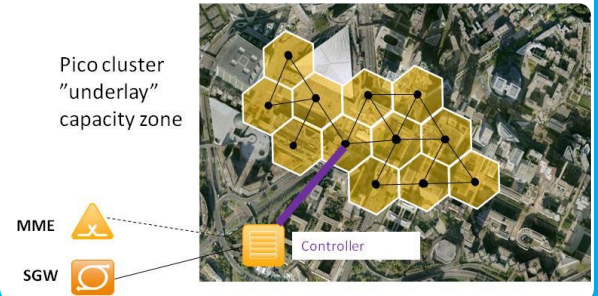 Pico cluster
”underlay”
capacity zone
MME
SGW
Controller